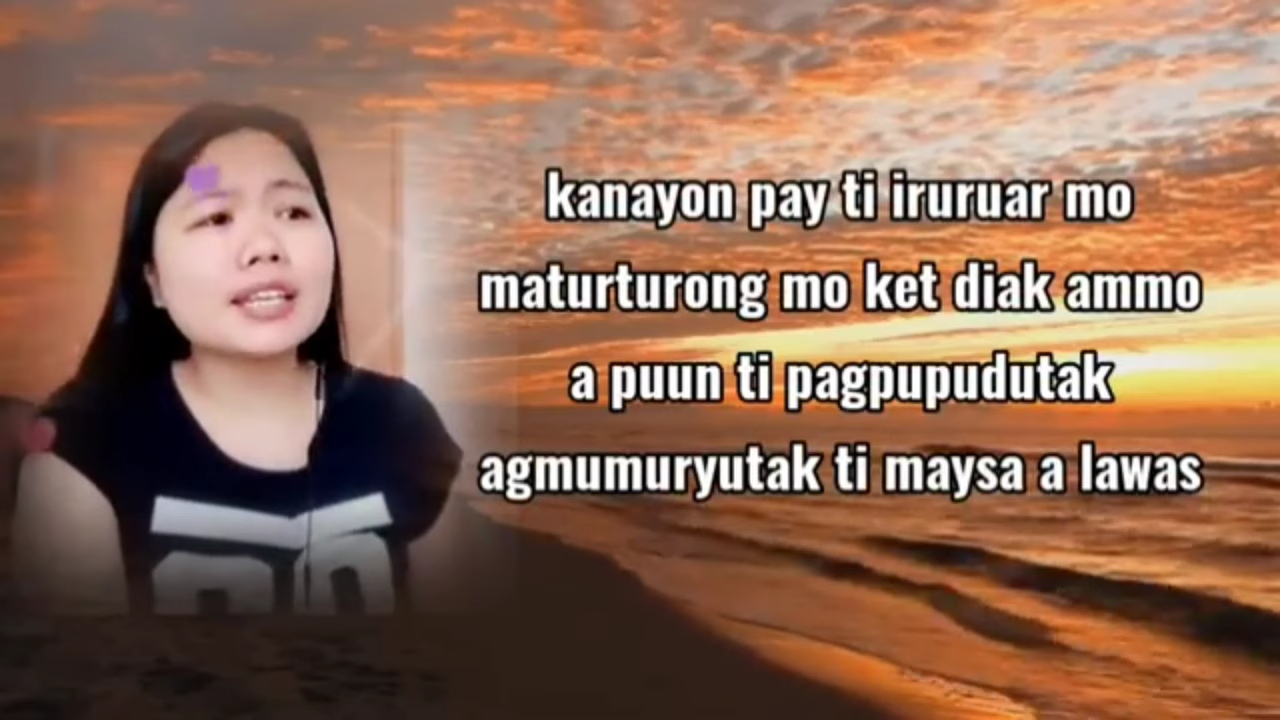 kanayon pay ti iruruar mo
maturturong mo ket diak ammo
a puun ti pagpupudutak
agmumuryutak ti maysa a lawas